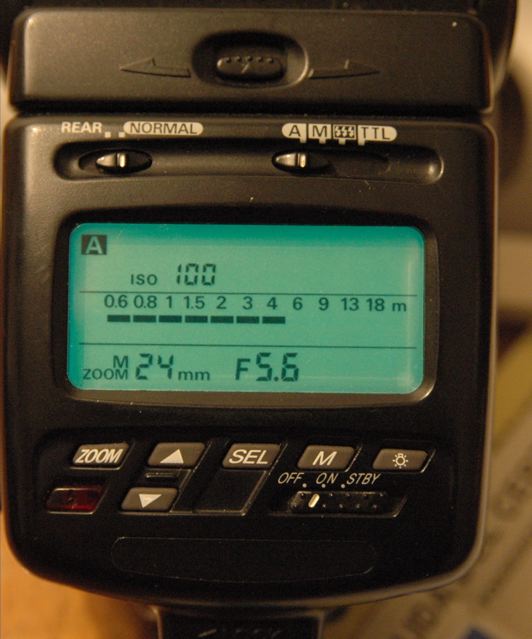 REAR NORMAL A M TTL
A
ISO 100
0.6 0.8 1 1.5 2 3 4 6 9 13 18 m
M
ZOOM 24 mm F5.6
ZOOM SEL M
OFF ON STBY